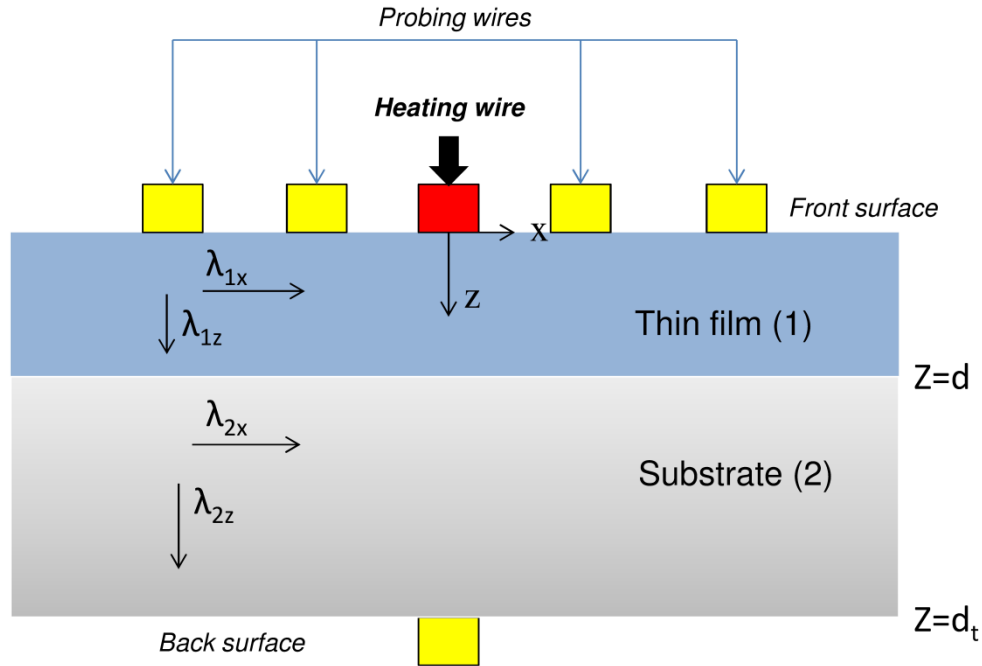 Probing wires
Heating wire
Front surface
x
λ1x
z
λ1z
Thin film (1)
Z=d
λ2x
Substrate (2)
λ2z
Z=dt
Back surface